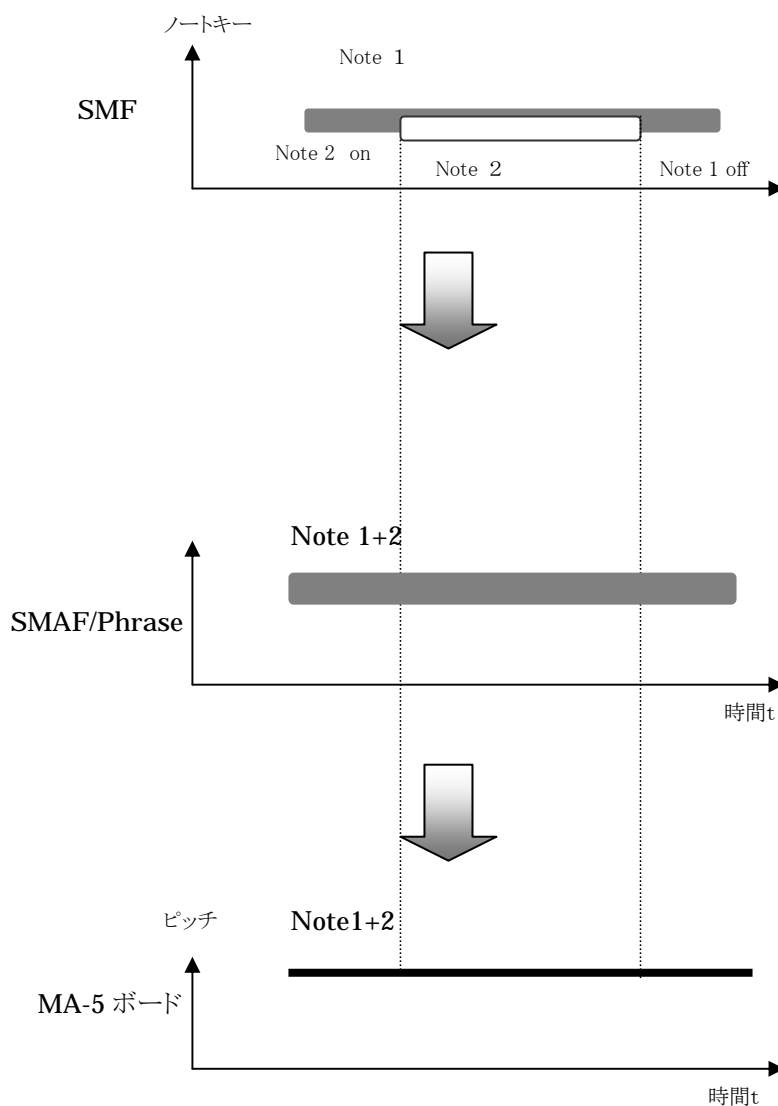 ノートキー
Note １
SMF
Note 2 on
Note ２
Note 1 off
Note 1+2
SMAF/Phrase
時間t
ピッチ
Note1+2
MA-5 ボード
時間t